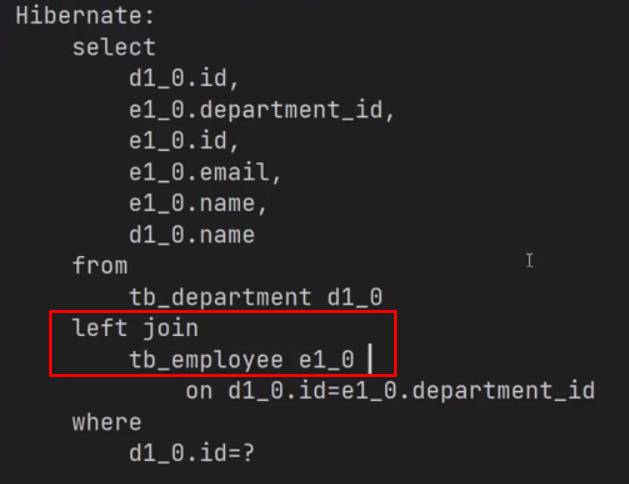 Hibernate:
select
d1_0.id,
e1_0.department_id,
e1_0.id,
e1_0.email,
e1_0.name,
d1_0.name
from
tb_department d1_0
left join
tb_employee e1_0
on d1_0.id=e1_0.department_id
where
d1_0.id=?